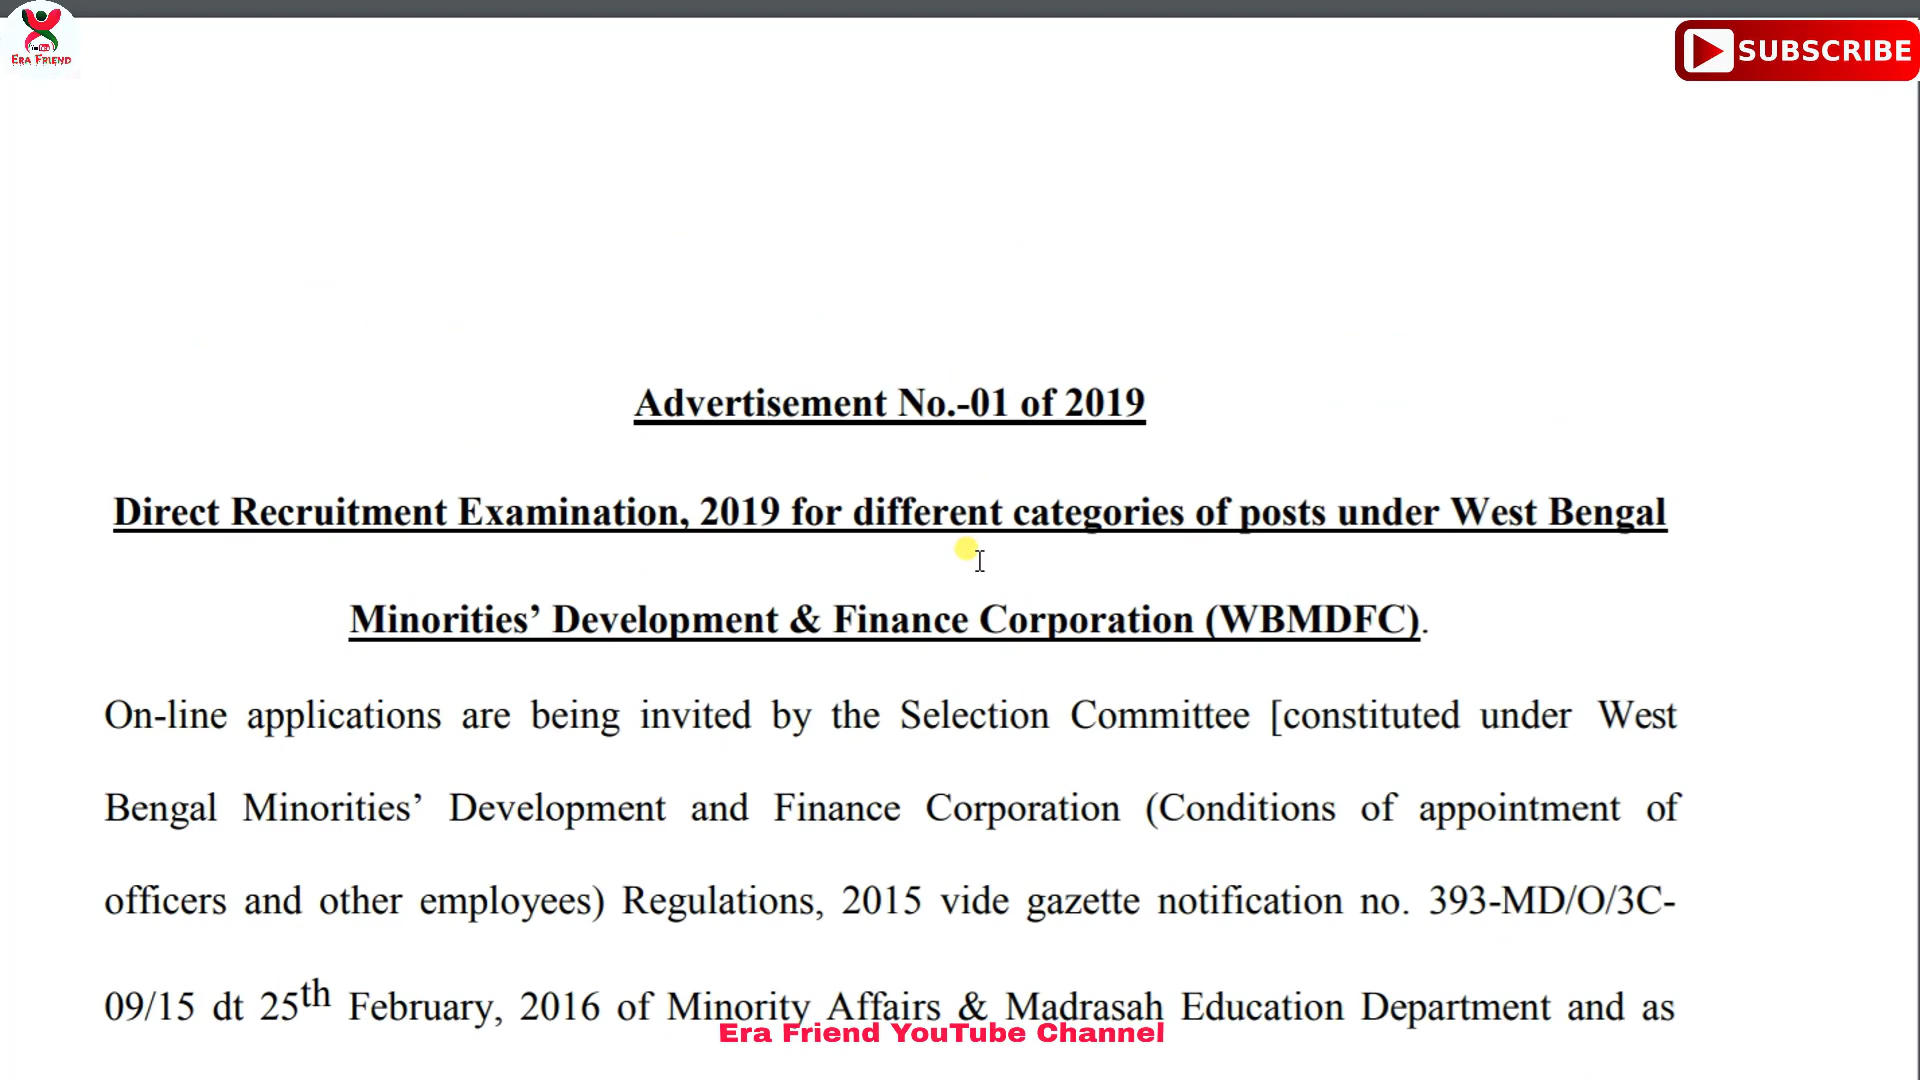 ERA FRIEND
SUBSCRIBE
Advertisement No.-01 of 2019
Direct Recruitment Examination, 2019 for different categories of posts under West Bengal
Minorities’ Development & Finance Corporation (WBMDFC).
On-line applications are being invited by the Selection Committee [constituted under West
Bengal Minorities’ Development and Finance Corporation (Conditions of appointment of
officers and other employees) Regulations, 2015 vide gazette notification no. 393-MD/O/3C-
09/15 dt 25th February, 2016 of Minority Affairs & Madrasah Education Department and as
Era Friend YouTube Channel